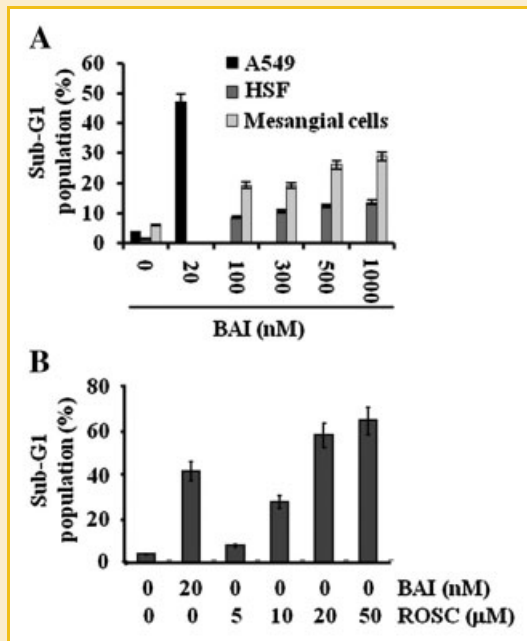 A
Sub-G1
population (%)
60
50
40
30
20
10
0
A549
HSF
Mesangial cells
0
20
100
300
500
1000
BAI (nM)
B
Sub-G1
population (%)
80
60
40
20
0
0 20 0 0 0 0 BAI (nM)
0 0 5 10 20 50 ROSC (μM)